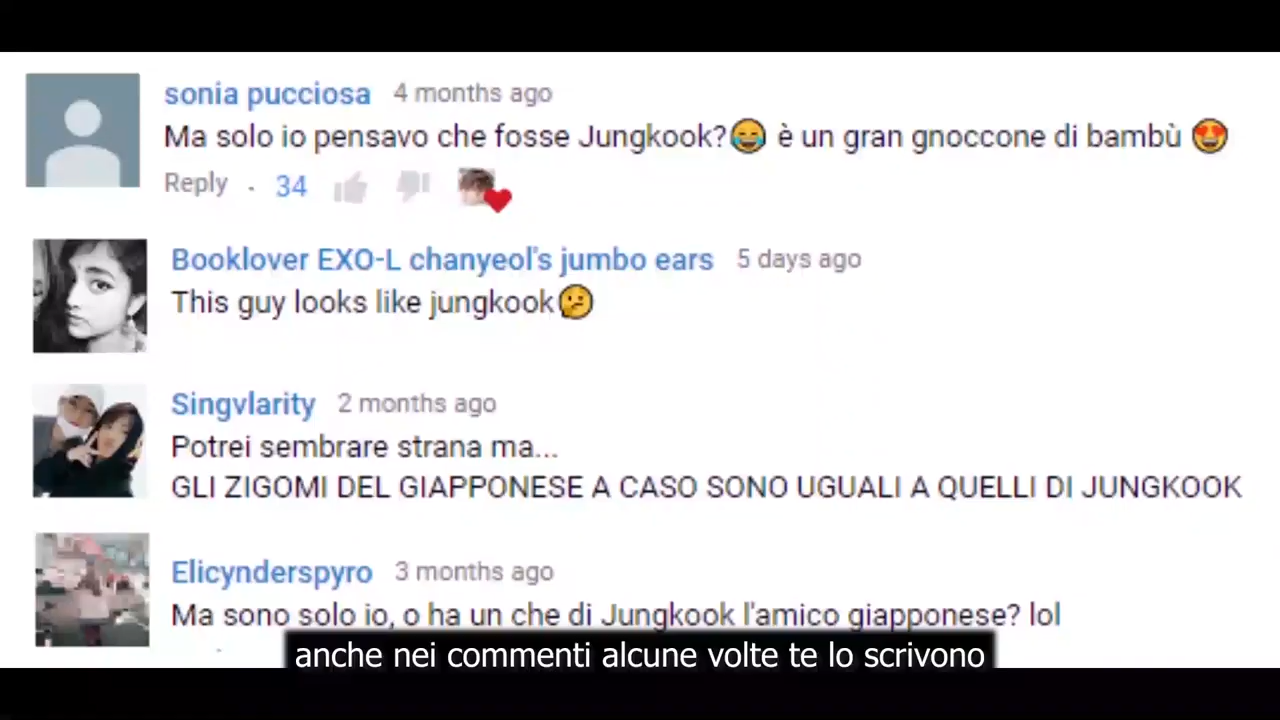 sonia pucciosa 4 months ago
Ma solo io pensavo che fosse Jungkook?😂 è un gran gnoccone di bambù 😍
Reply . 34
Booklover EXO-L chanyeol's jumbo ears 5 days ago
This guy looks like jungkook🤔
Singvlarity 2 months ago
Potrei sembrare strana ma...
GLI ZIGOMI DEL GIAPPONESE A CASO SONO UGUALI A QUELLI DI JUNGKOOK
Elicynderspyro 3 months ago
Ma sono solo io, o ha un che di Jungkook l'amico giapponese? lol
anche nei commenti alcune volte te lo scrivono